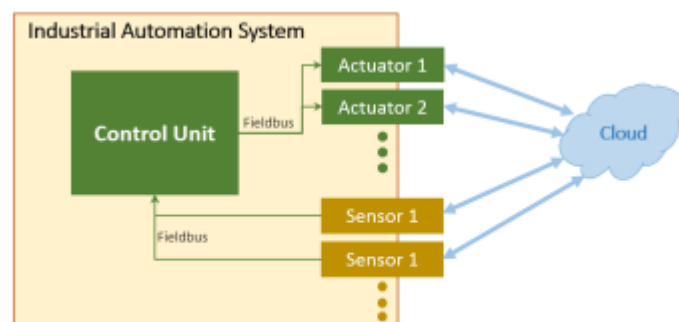 Industrial Automation System
Actuator 1
Actuator 2
Control Unit
Fieldbus
Cloud
Sensor 1
Fieldbus
Sensor 1